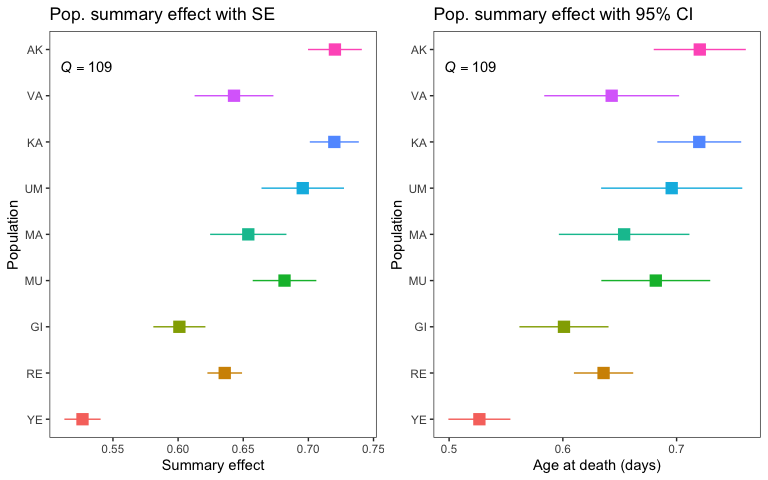 Pop. summary effect with SE
Q = 109
Population
AK
VA
KA
UM
MA
MU
GI
RE
YE
0.55 0.60 0.65 0.70 0.75
Summary effect
Pop. summary effect with 95% CI
Q = 109
Population
AK
VA
KA
UM
MA
MU
GI
RE
YE
0.5 0.6 0.7
Age at death (days)